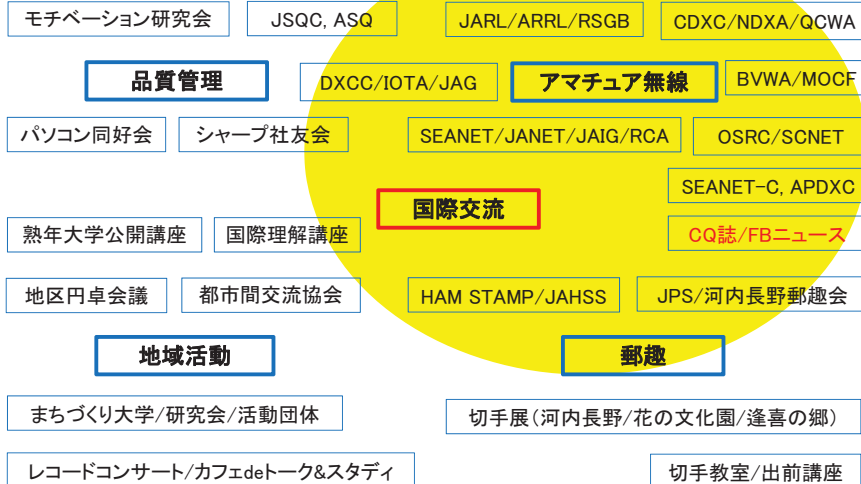 モチベーション研究会
JSQC, ASQ
JARL/ARRL/RSGB
CDXC/NDXA/QCWA
品質管理
DXCC/IOTA/JAG
アマチュア無線
BVWA/MOCF
パソコン同好会
シャープ社友会
SEANET/JANET/JAIG/RCA
OSRC/SCNET
SEANET-C, APDXC
国際交流
熟年大学公開講座
国際理解講座
CQ誌/FBニュース
地区円卓会議
都市間交流協会
HAM STAMP/JAHSS
JPS/河内長野郵趣会
地域活動
郵趣
まちづくり大学/研究会/活動団体
切手展(河内長野/花の文化園/逢喜の郷)
レコードコンサート/カフェdeトーク&スタディ
切手教室/出前講座